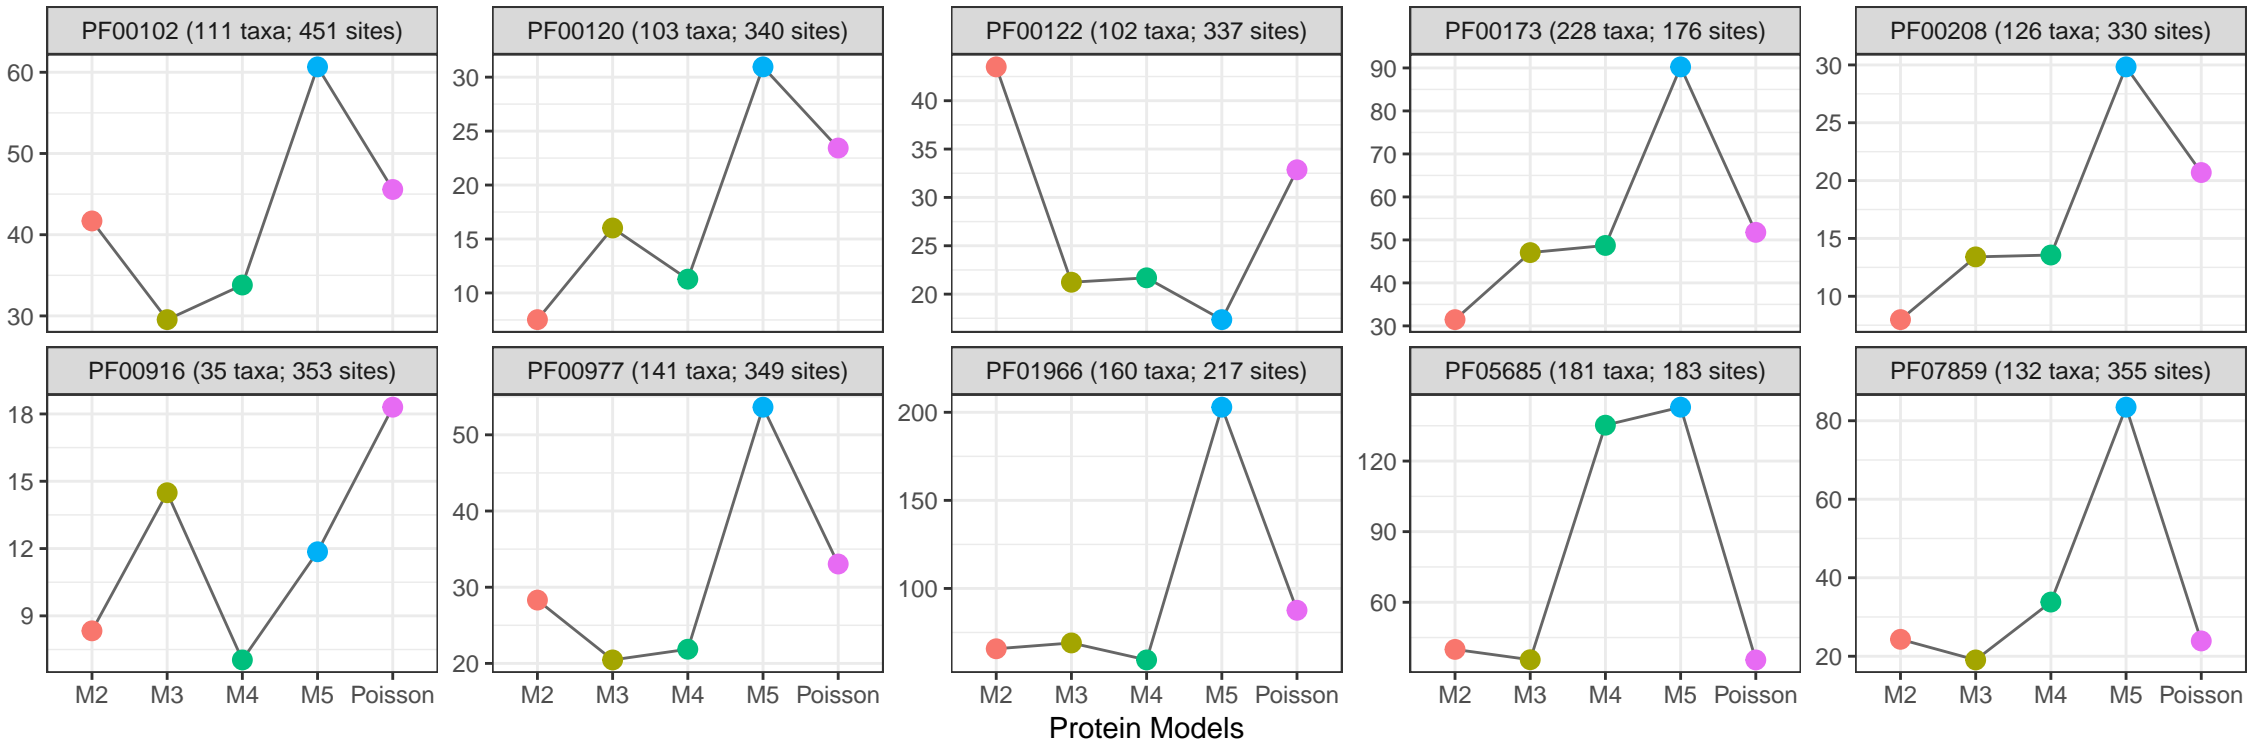 PF00102 (111 taxa; 451 sites)
PF00120 (103 taxa; 340 sites)
PF00122 (102 taxa; 337 sites)
PF00173 (228 taxa; 176 sites)
PF00208 (126 taxa; 330 sites)
60
50
40
30
30
25
20
15
10
40
35
30
25
20
90
80
70
60
50
40
30
30
25
20
15
10
PF00916 (35 taxa; 353 sites)
PF00977 (141 taxa; 349 sites)
PF01966 (160 taxa; 217 sites)
PF05685 (181 taxa; 183 sites)
PF07859 (132 taxa; 355 sites)
18
15
12
9
50
40
30
20
200
150
100
120
90
60
80
60
40
20
M2 M3 M4 M5 Poisson
M2 M3 M4 M5 Poisson
M2 M3 M4 M5 Poisson
M2 M3 M4 M5 Poisson
M2 M3 M4 M5 Poisson
Protein Models